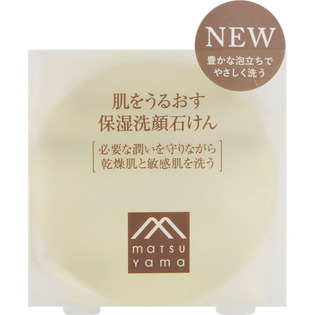 NEW
豊かな泡立ちで
やさしく洗う
肌をうるおす
保湿洗顔石けん
[必要な潤いを守りながら
乾燥肌と敏感肌を洗う]
matsu
yama